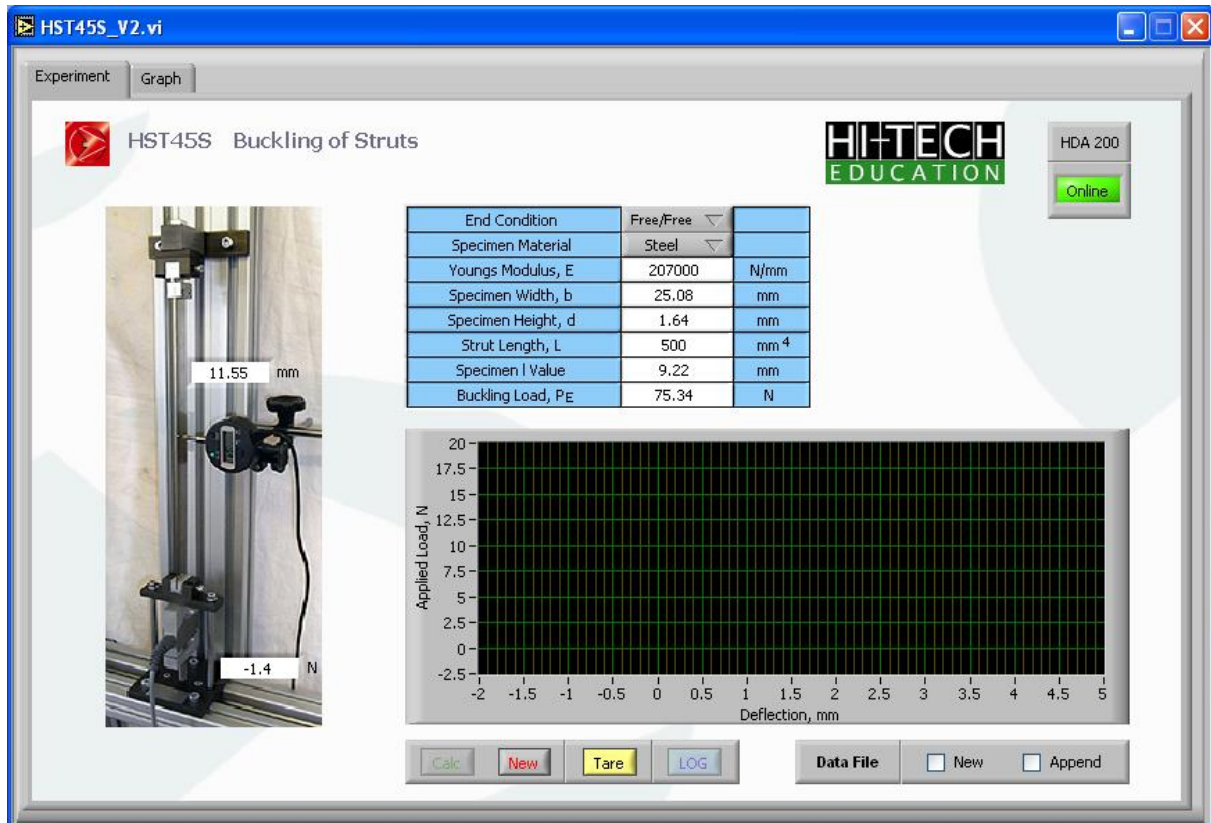 HST45S_V2.vi
Experiment Graph
HST45S Buckling of Struts
HI-TECH
EDUCATION
HDA 200
Online
End Condition Free/Free
Specimen Material Steel
Youngs Modulus, E 207000 N/mm
Specimen Width, b 25.08 mm
Specimen Height, d 1.64 mm
Strut Length, L 500 mm 4
Specimen I Value 9.22 mm
Buckling Load, PE 75.34 N
11.55 mm
-1.4 N
Applied Load, N
20
17.5
15
12.5
10
7.5
5
2.5
0
-2.5
-2 -1.5 -1 -0.5 0 0.5 1 1.5 2 2.5 3 3.5 4 4.5 5
Deflection, mm
Calc New Tare LOG Data File New Append